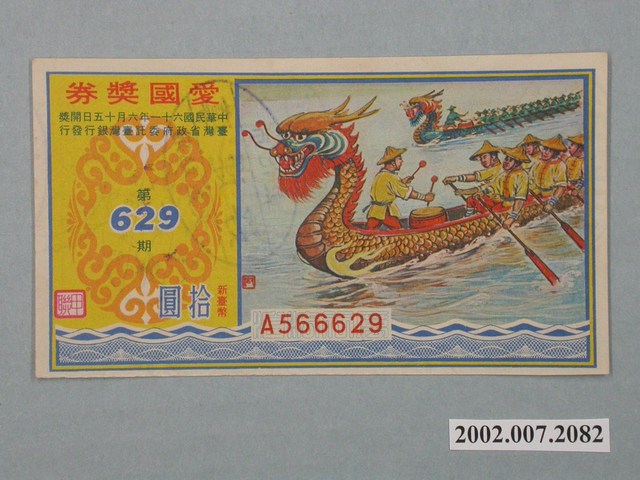 愛國獎券
中華民國六十一年六月十五日開獎
臺灣省政府委託臺灣銀行發行
第
629
期
新臺幣
拾圓
甲聯
A566629
2002.007.2082